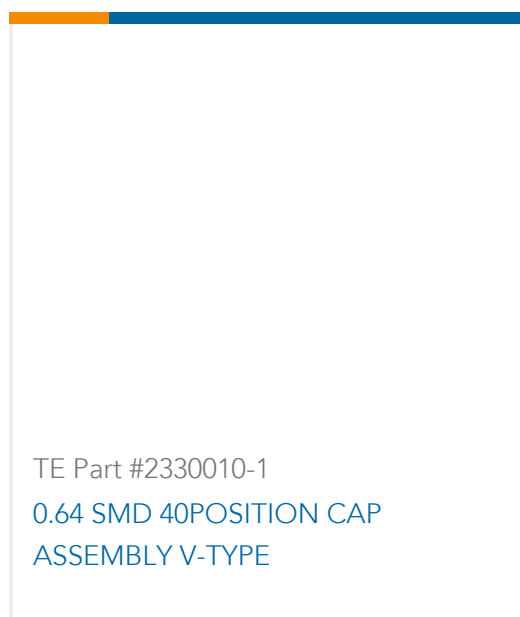 TE Part #2330010-1
0.64 SMD 40POSITION CAP
ASSEMBLY V-TYPE